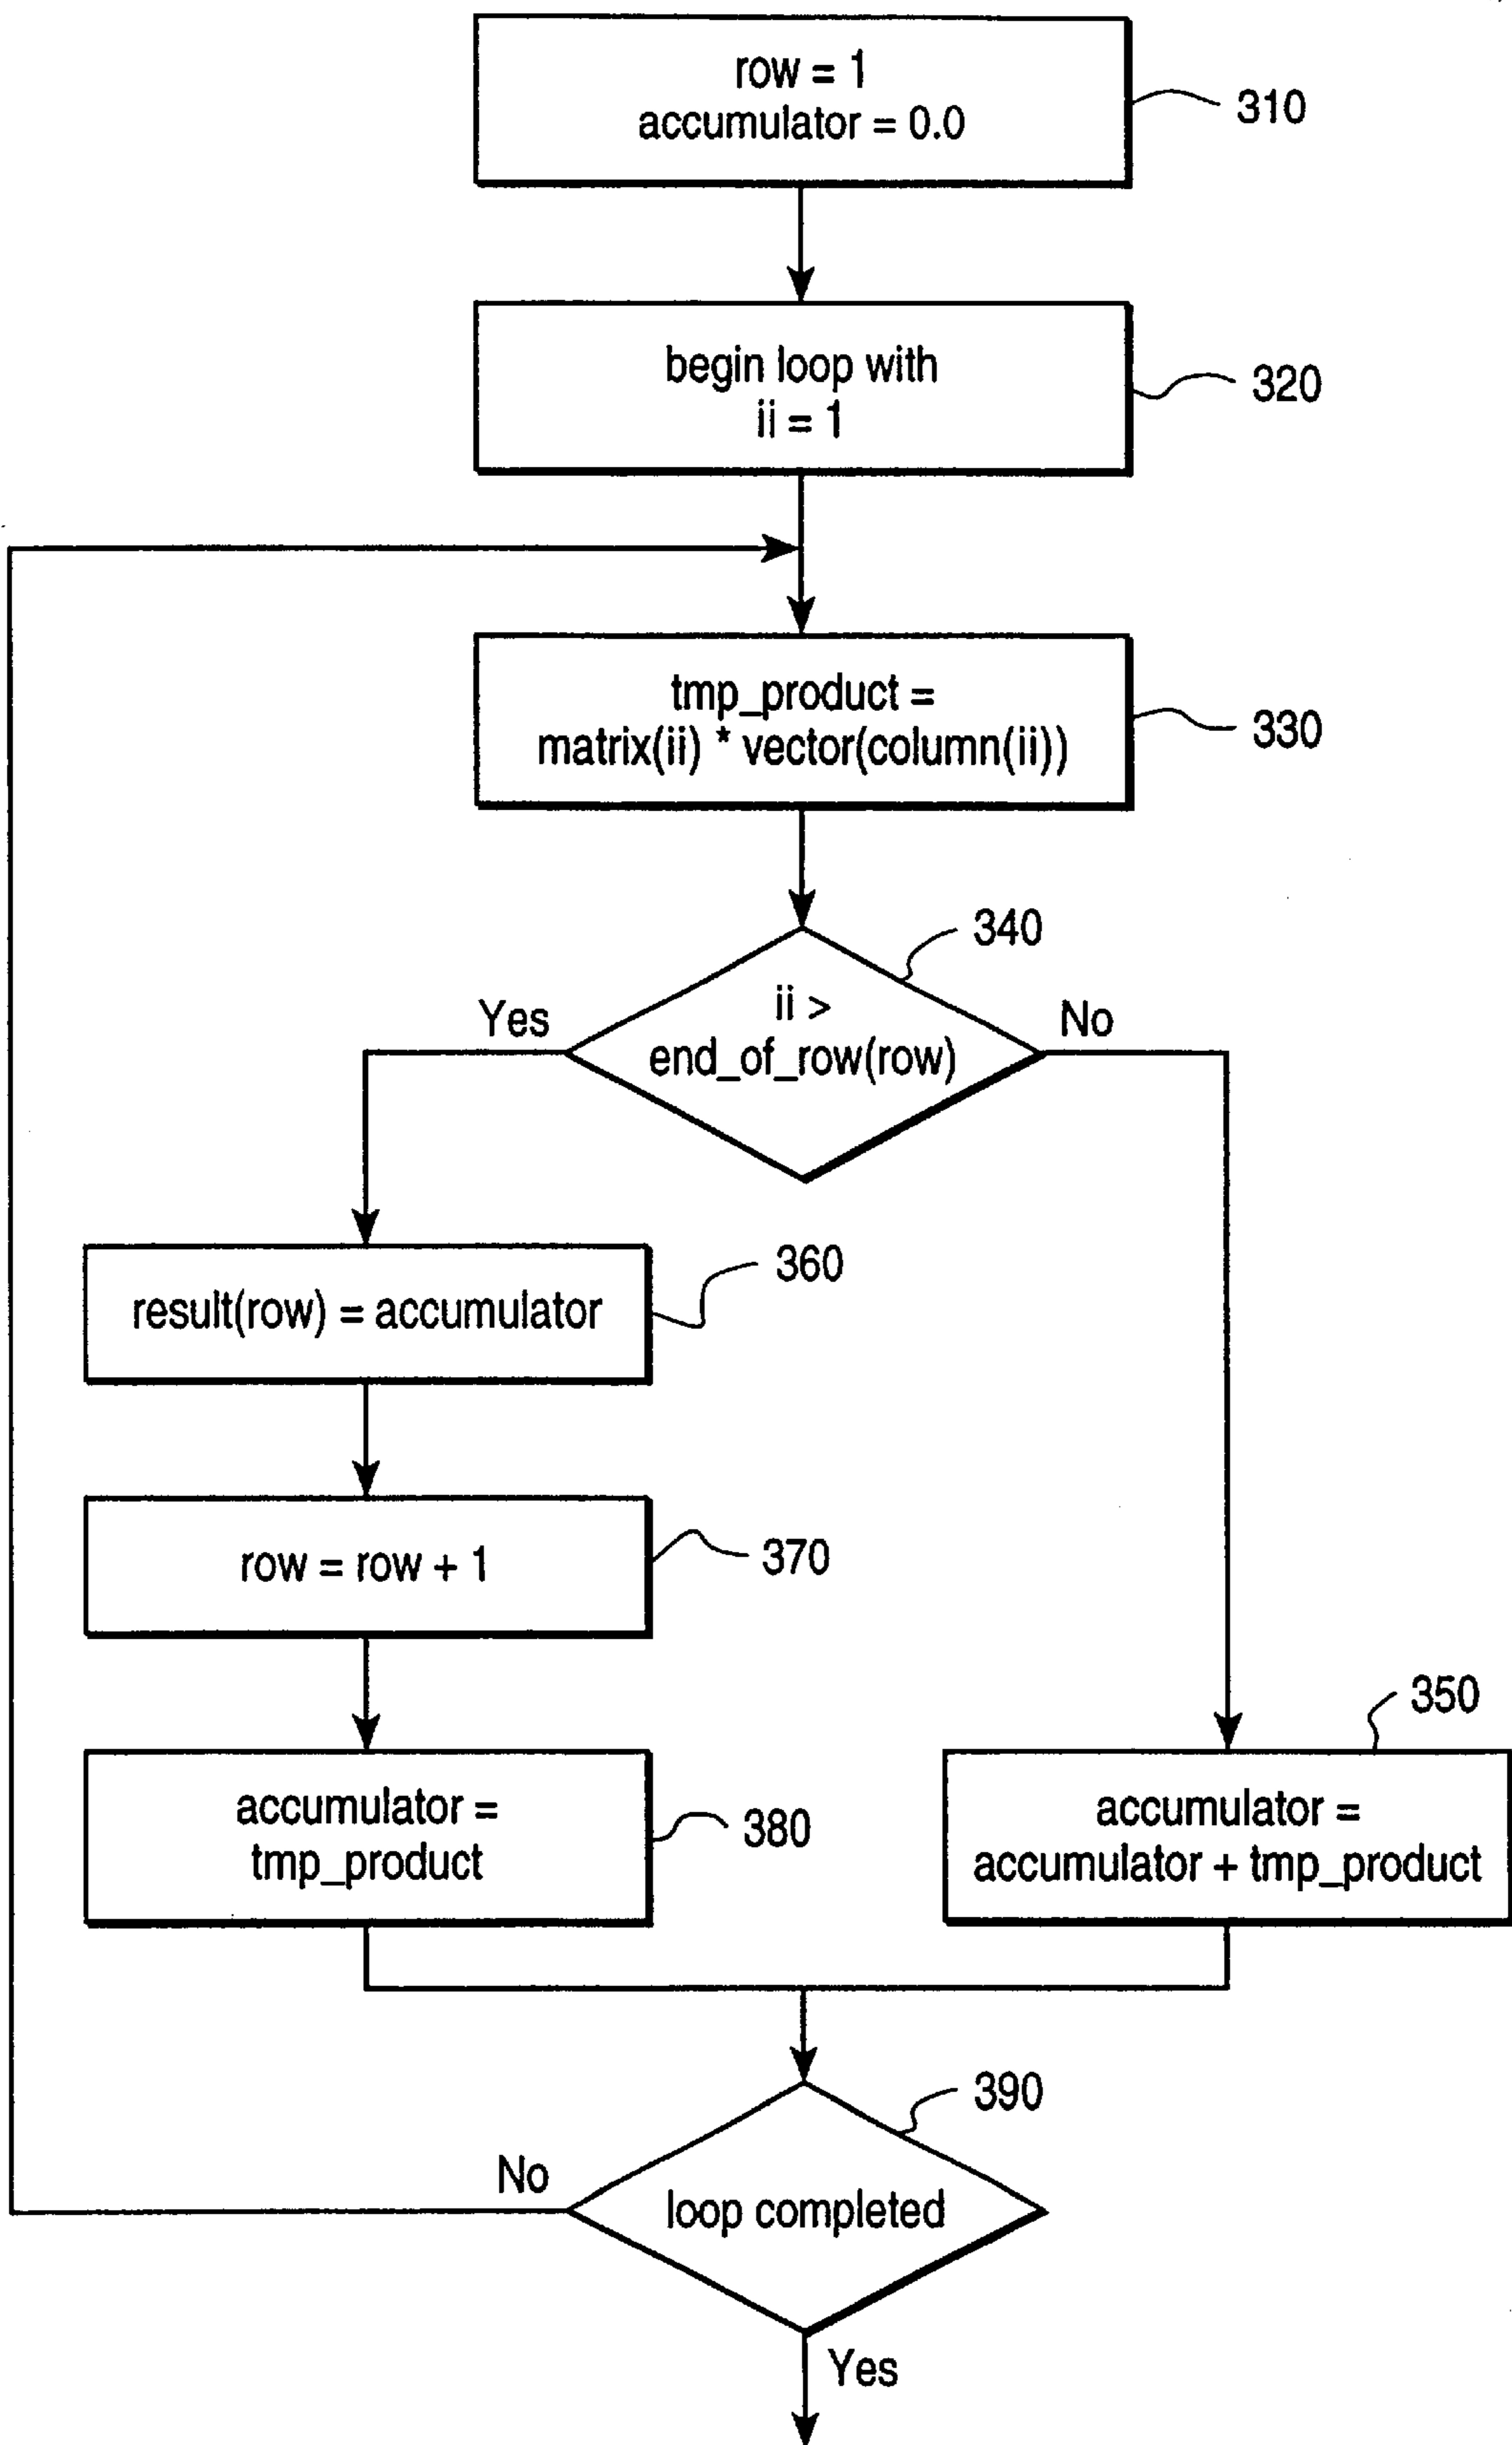 row = 1
accumulator = 0.0
310
begin loop with
ii = 1
320
tmp_product =
matrix(ii) * vector(column(ii))
330
340
ii >
end_of_row(row)
Yes
No
360
result(row) = accumulator
row = row + 1
370
350
accumulator =
tmp_product
380
accumulator =
accumulator + tmp_product
390
No
loop completed
Yes